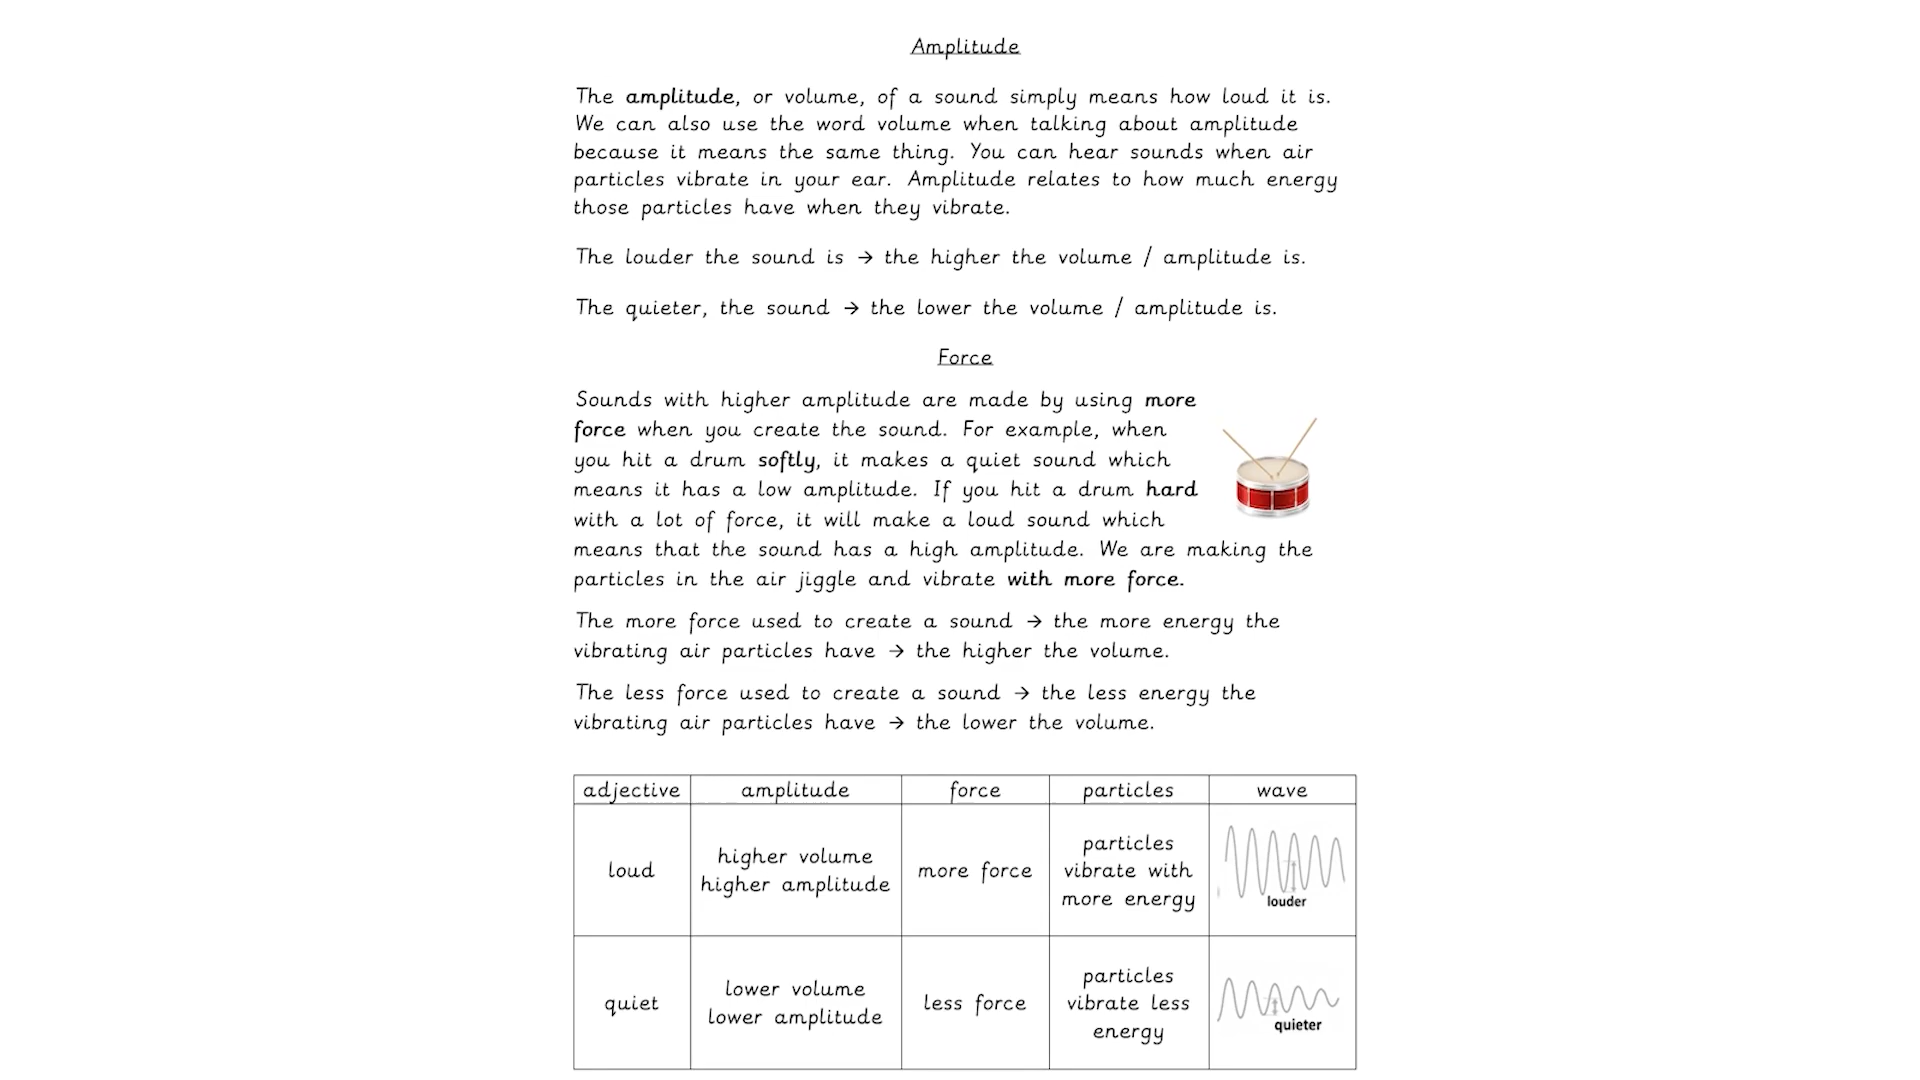 Amplitude
The amplitude, or volume, of a sound simply means how loud it is.
We can also use the word volume when talking about amplitude
because it means the same thing. You can hear sounds when air
particles vibrate in your ear. Amplitude relates to how much energy
those particles have when they vibrate.
The louder the sound is → the higher the volume / amplitude is.
The quieter, the sound → the lower the volume / amplitude is.
Force
Sounds with higher amplitude are made by using more
force when you create the sound. For example, when
you hit a drum softly, it makes a quiet sound which
means it has a low amplitude. If you hit a drum hard
with a lot of force, it will make a loud sound which
means that the sound has a high amplitude. We are making the
particles in the air jiggle and vibrate with more force.
The more force used to create a sound → the more energy the
vibrating air particles have → the higher the volume.
The less force used to create a sound → the less energy the
vibrating air particles have → the lower the volume.
adjective amplitude force particles wave
loud
higher volume
higher amplitude
more force
particles
vibrate with
more energy
louder
quiet
lower volume
lower amplitude
less force
particles
vibrate less
energy
quieter